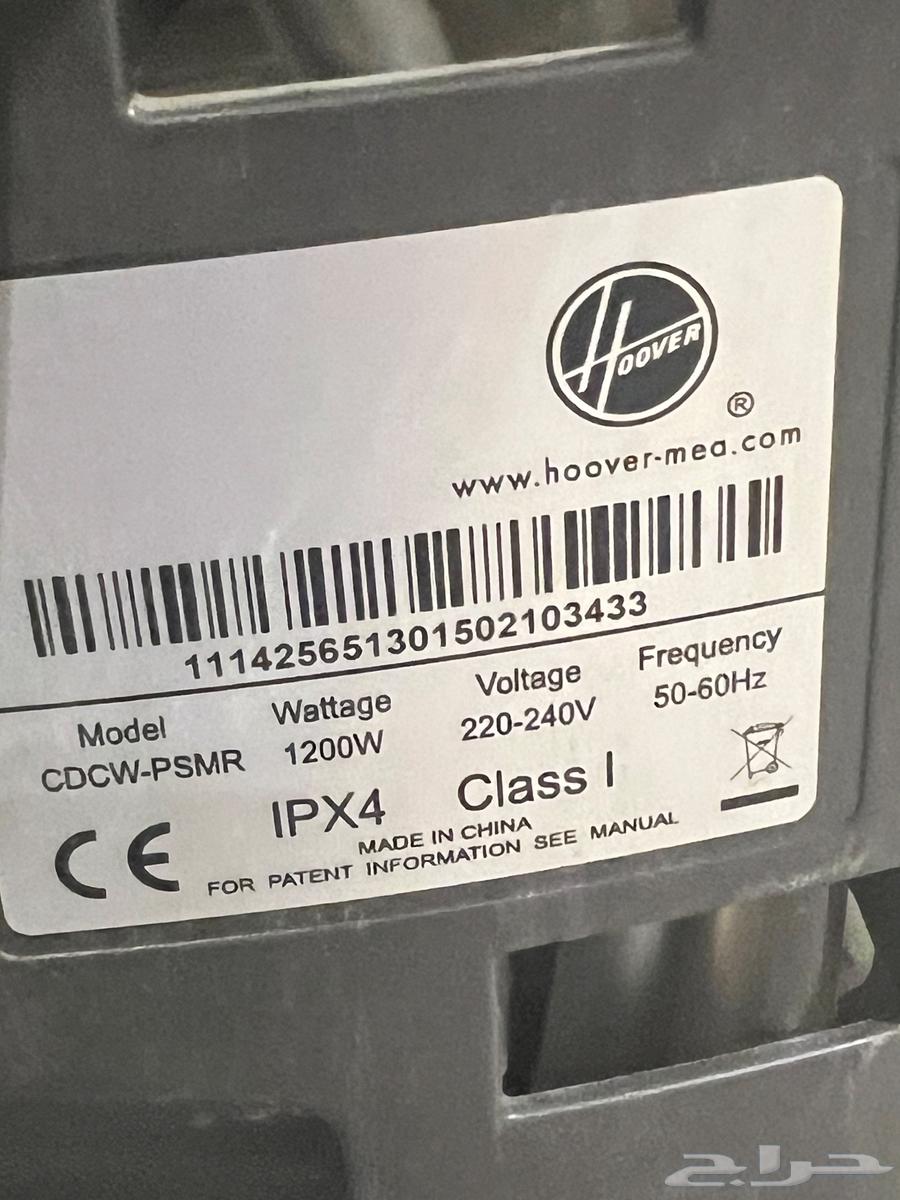 HOOVER
®
www.hoover-mea.com
111425651301502103433
Model Wattage Voltage Frequency
CDCW-PSMR 1200W 220-240V 50-60Hz
IPX4 Class I
CE
MADE IN CHINA
FOR PATENT INFORMATION SEE MANUAL
حراج